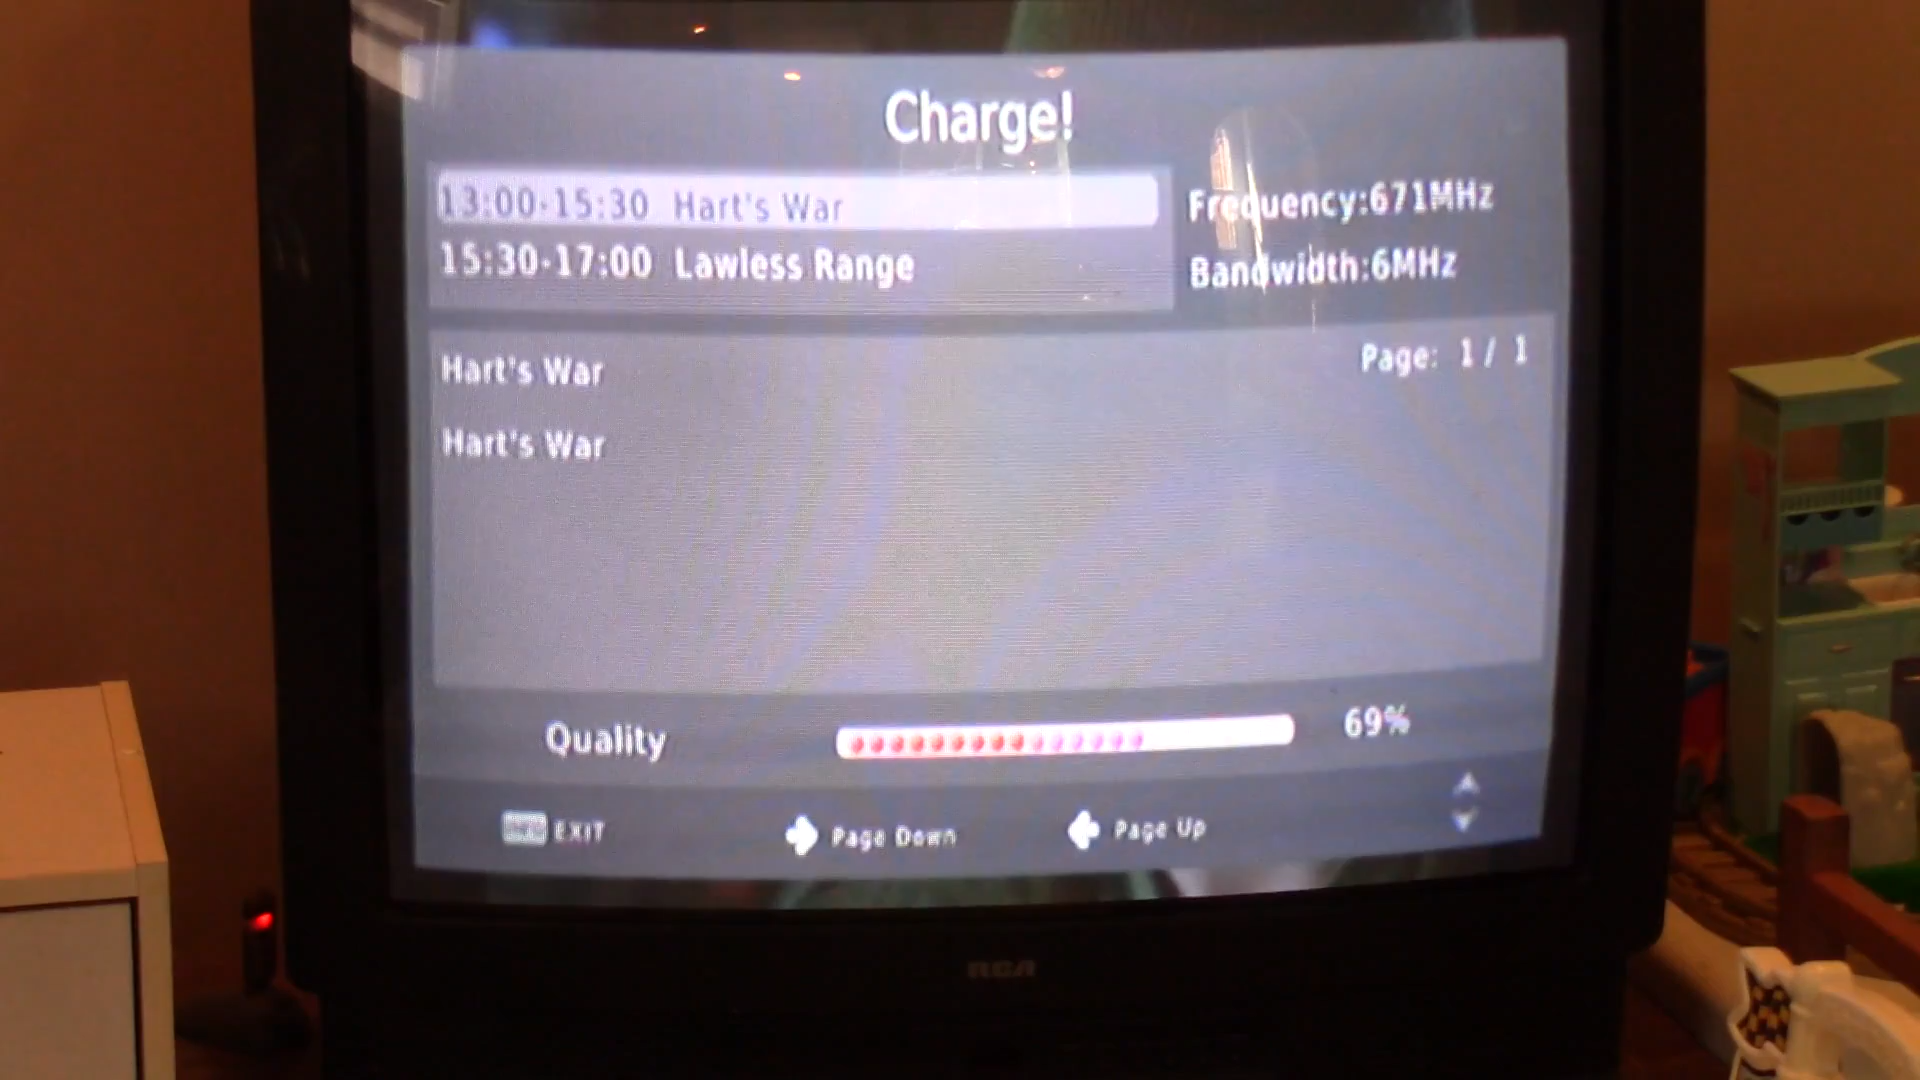 Charge!
13:00-15:30 Hart's War
15:30-17:00 Lawless Range
Frequency:671MHz
Bandwidth:6MHz
Page: 1 / 1
Hart's War
Hart's War
Quality 69%
EXIT Page Down Page Up
RCA